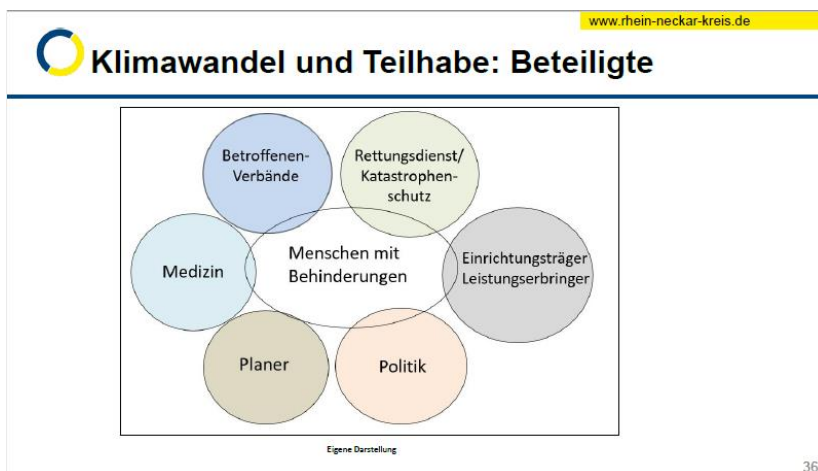 www.rhein-neckar-kreis.de
Klimawandel und Teilhabe: Beteiligte
Betroffenen-
Verbände
Rettungsdienst/
Katastrophen-
schutz
Medizin
Menschen mit
Behinderungen
Einrichtungsträger
Leistungserbringer
Planer
Politik
Eigene Darstellung
36